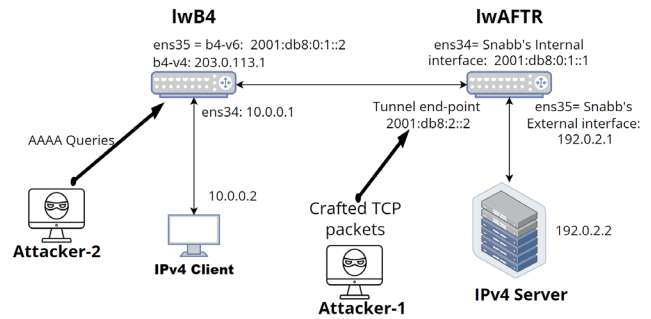 lwB4
lwAFTR
ens35 = b4-v6:  2001:db8:0:1::2
b4-v4: 203.0.113.1
ens34= Snabb's Internal
interface:  2001:db8:0:1::1
ens34: 10.0.0.1
Tunnel end-point
2001:db8:2::2
ens35= Snabb's
External interface:
192.0.2.1
AAAA Queries
10.0.0.2
Crafted TCP
packets
192.0.2.2
Attacker-2
IPv4 Client
Attacker-1
IPv4 Server